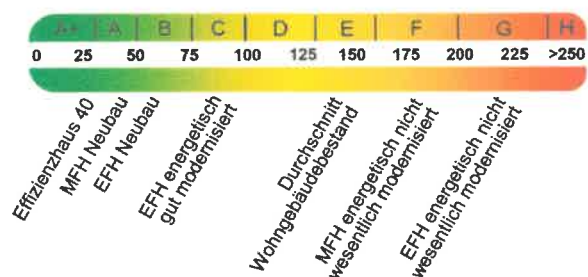 A+ A B C D E F G H
0 25 50 75 100 125 150 175 200 225 >250
Effizienzhaus 40
MFH Neubau
EFH Neubau
EFH energetisch
gut modernisiert
Durchschnitt
Wohngebäudebestand
MFH energetisch nicht
wesentlich modernisiert
EFH energetisch nicht
wesentlich modernisiert